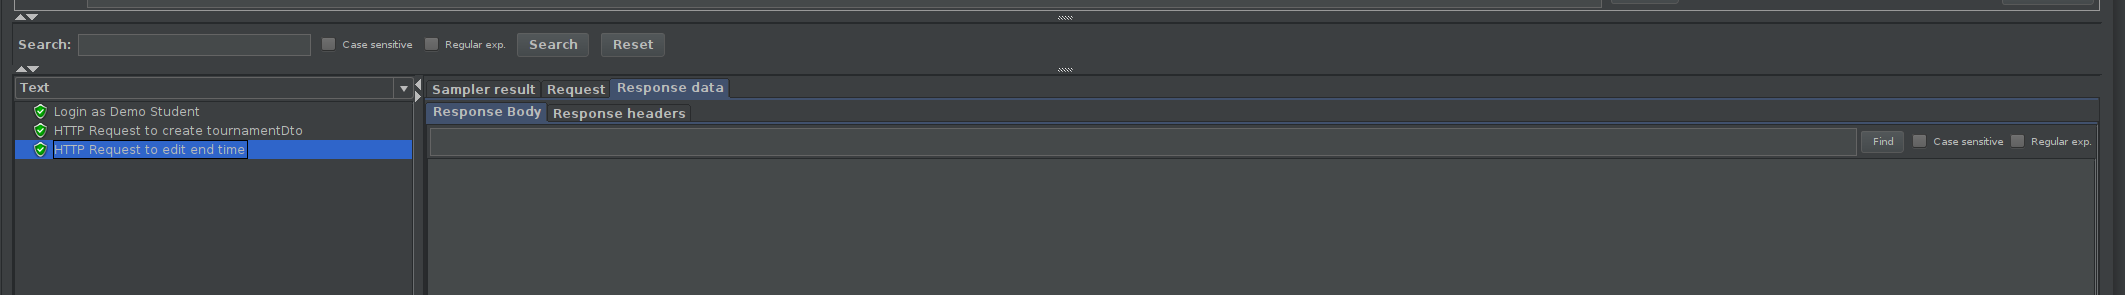 Search: Case sensitive Regular exp. Search Reset
Text
Sampler result Request Response data
Login as Demo Student
Response Body Response headers
HTTP Request to create tournamentDto
Find Case sensitive Regular exp.
HTTP Request to edit end time